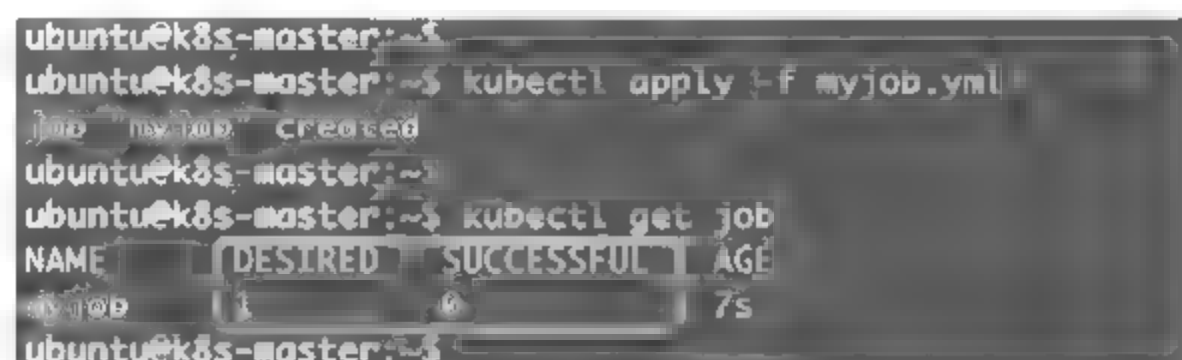 ubuntu@k8s-master:~$
ubuntu@k8s-master:~$ kubectl apply -f myjob.yml
job "myjob" created
ubuntu@k8s-master:~$
ubuntu@k8s-master:~$ kubectl get job
NAME DESIRED SUCCESSFUL AGE
myjob 1 0 7s
ubuntu@k8s-master:~$